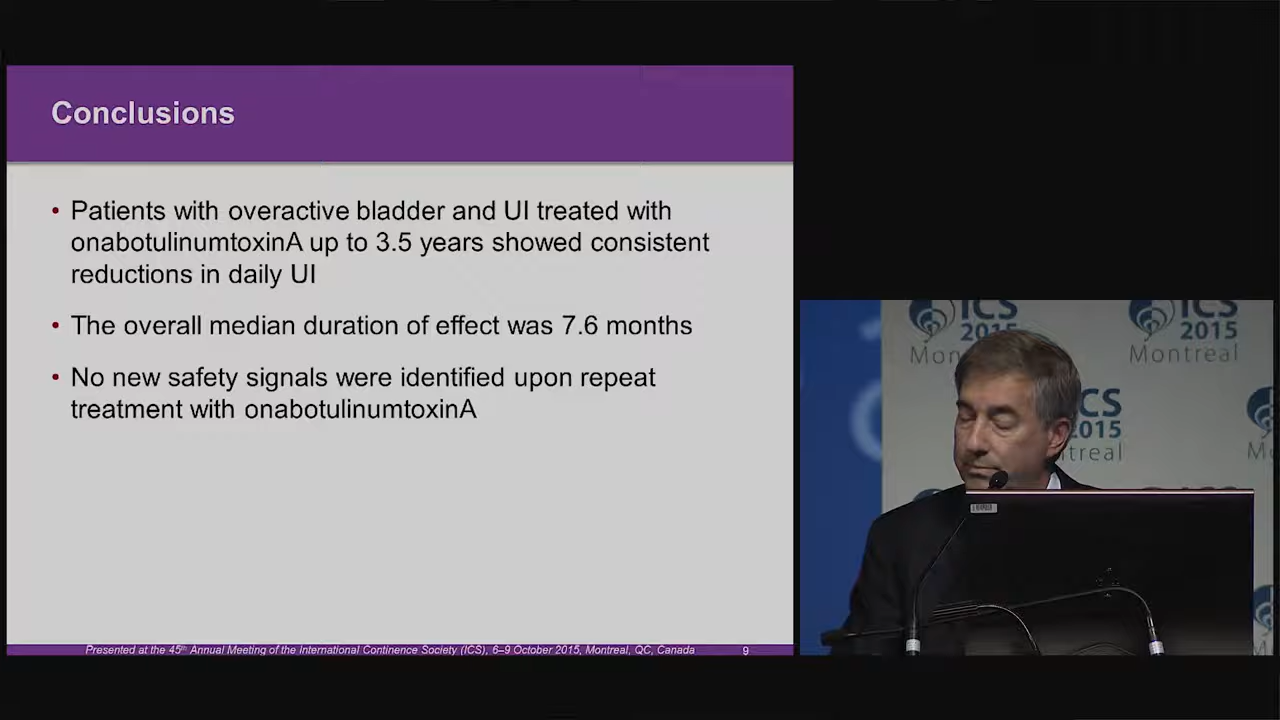 Conclusions
• Patients with overactive bladder and UI treated with
onabotulinumtoxinA up to 3.5 years showed consistent
reductions in daily UI
• The overall median duration of effect was 7.6 months
• No new safety signals were identified upon repeat
treatment with onabotulinumtoxinA
Presented at the 45th Annual Meeting of the International Continence Society (ICS), 6–9 October 2015, Montreal, QC, Canada
9
ICS
2015
Mon
ICS
2015
Montreal
CS
2015
treal
M